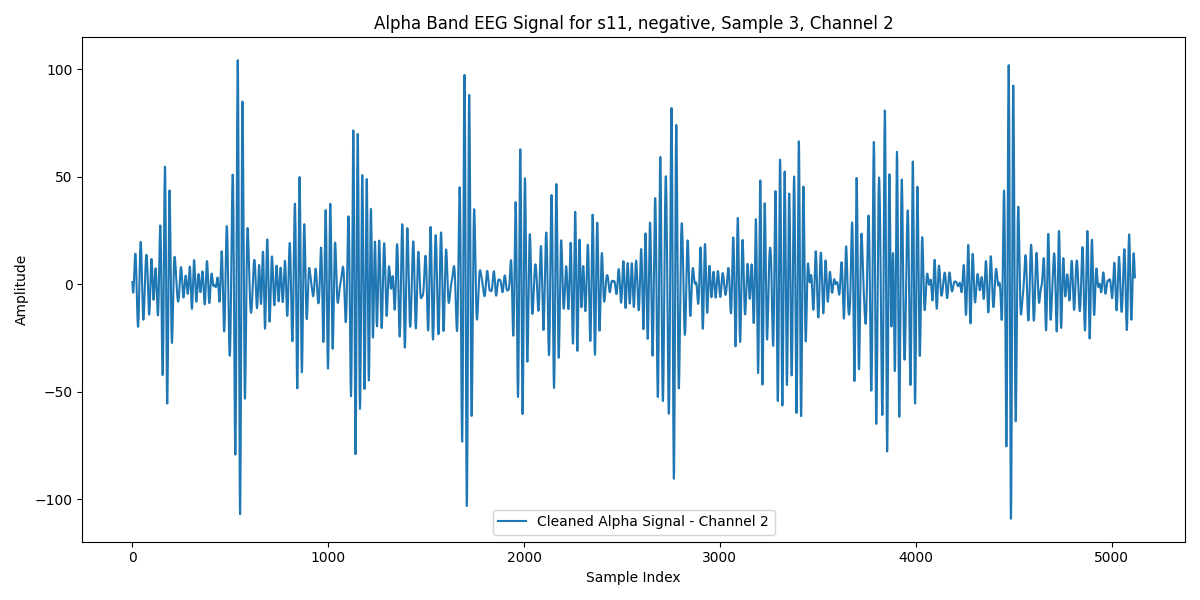 Alpha Band EEG Signal for s11, negative, Sample 3, Channel 2
100
50
0
−50
−100
Amplitude
Cleaned Alpha Signal - Channel 2
0 1000 2000 3000 4000 5000
Sample Index